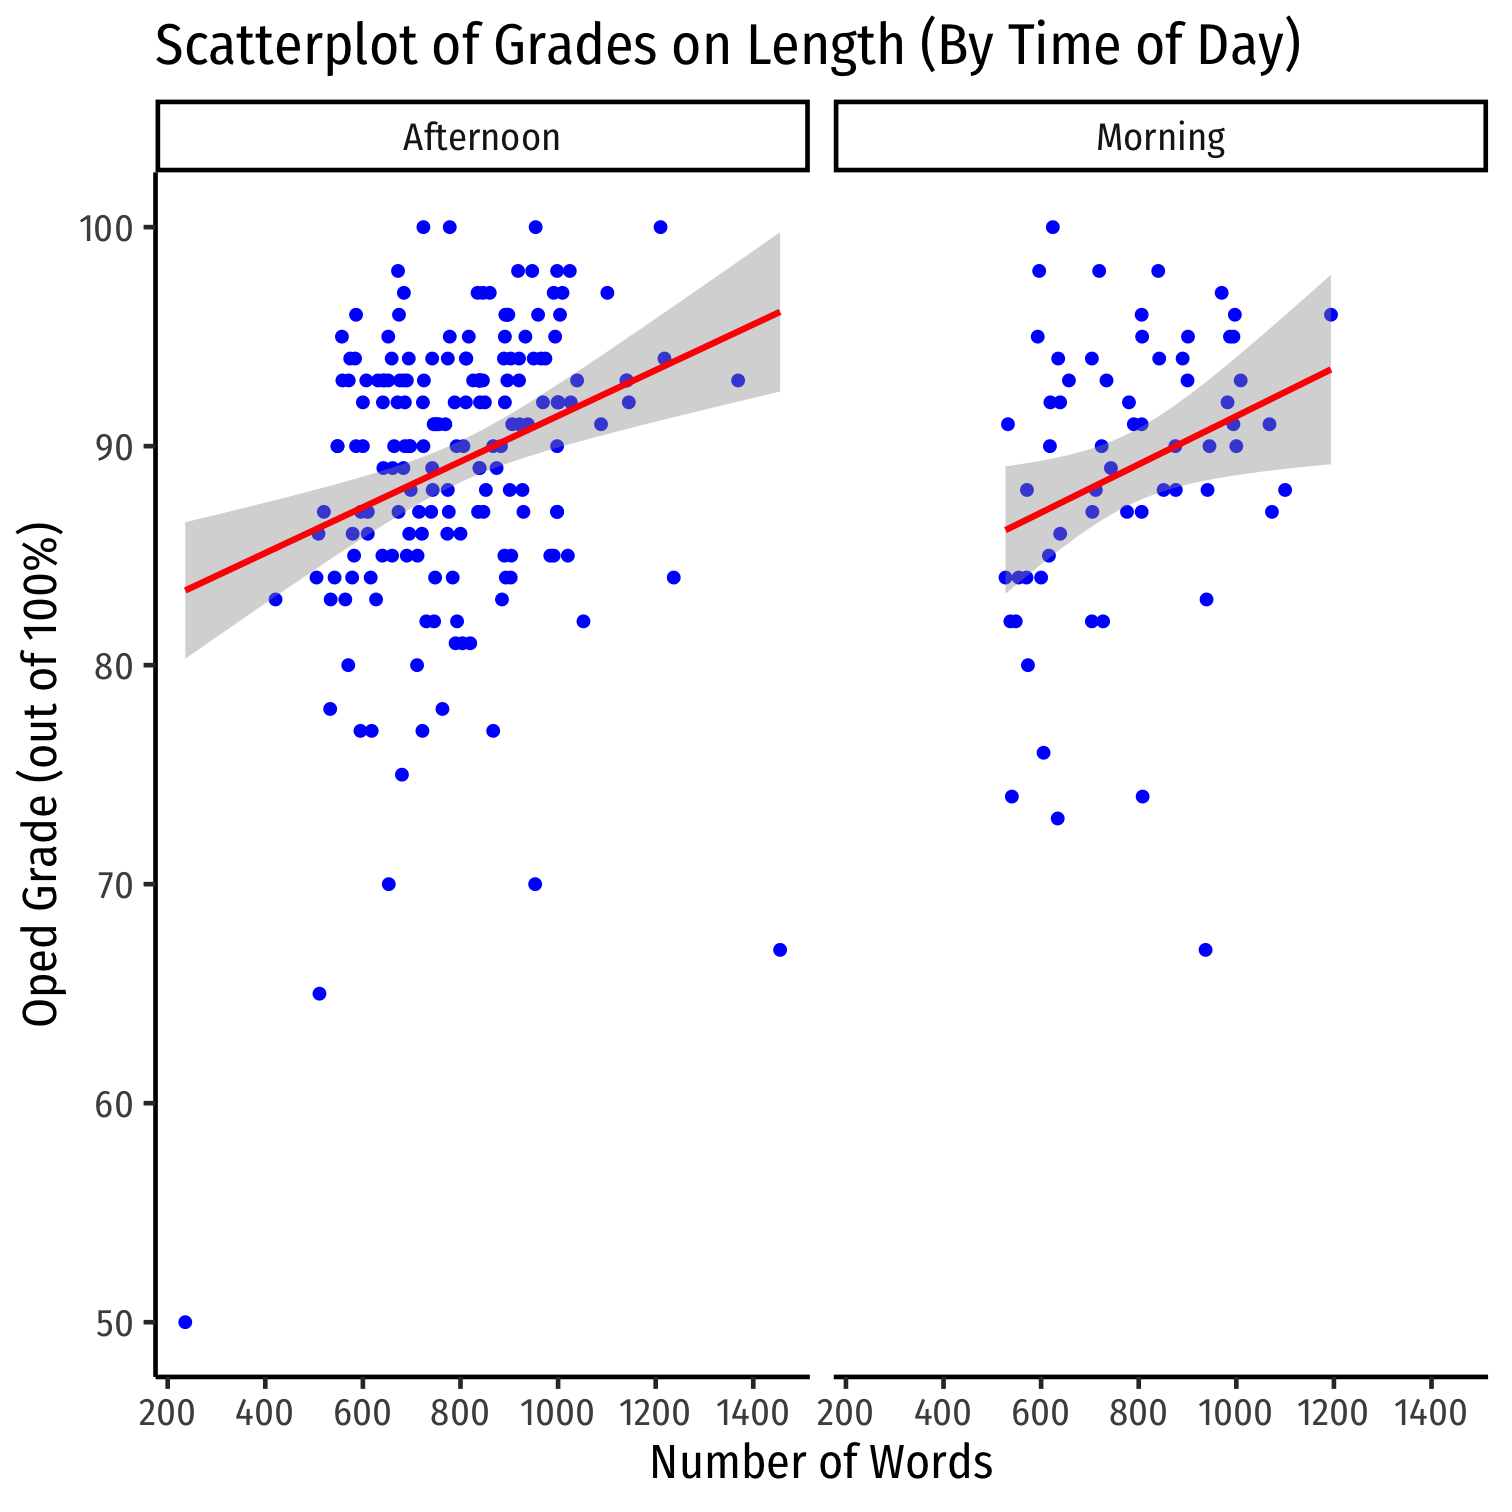 Scatterplot of Grades on Length (By Time of Day)
Afternoon
Morning
100
90
80
70
60
50
Oped Grade (out of 100%)
200 400 600 800 1000 1200 1400
200 400 600 800 1000 1200 1400
Number of Words